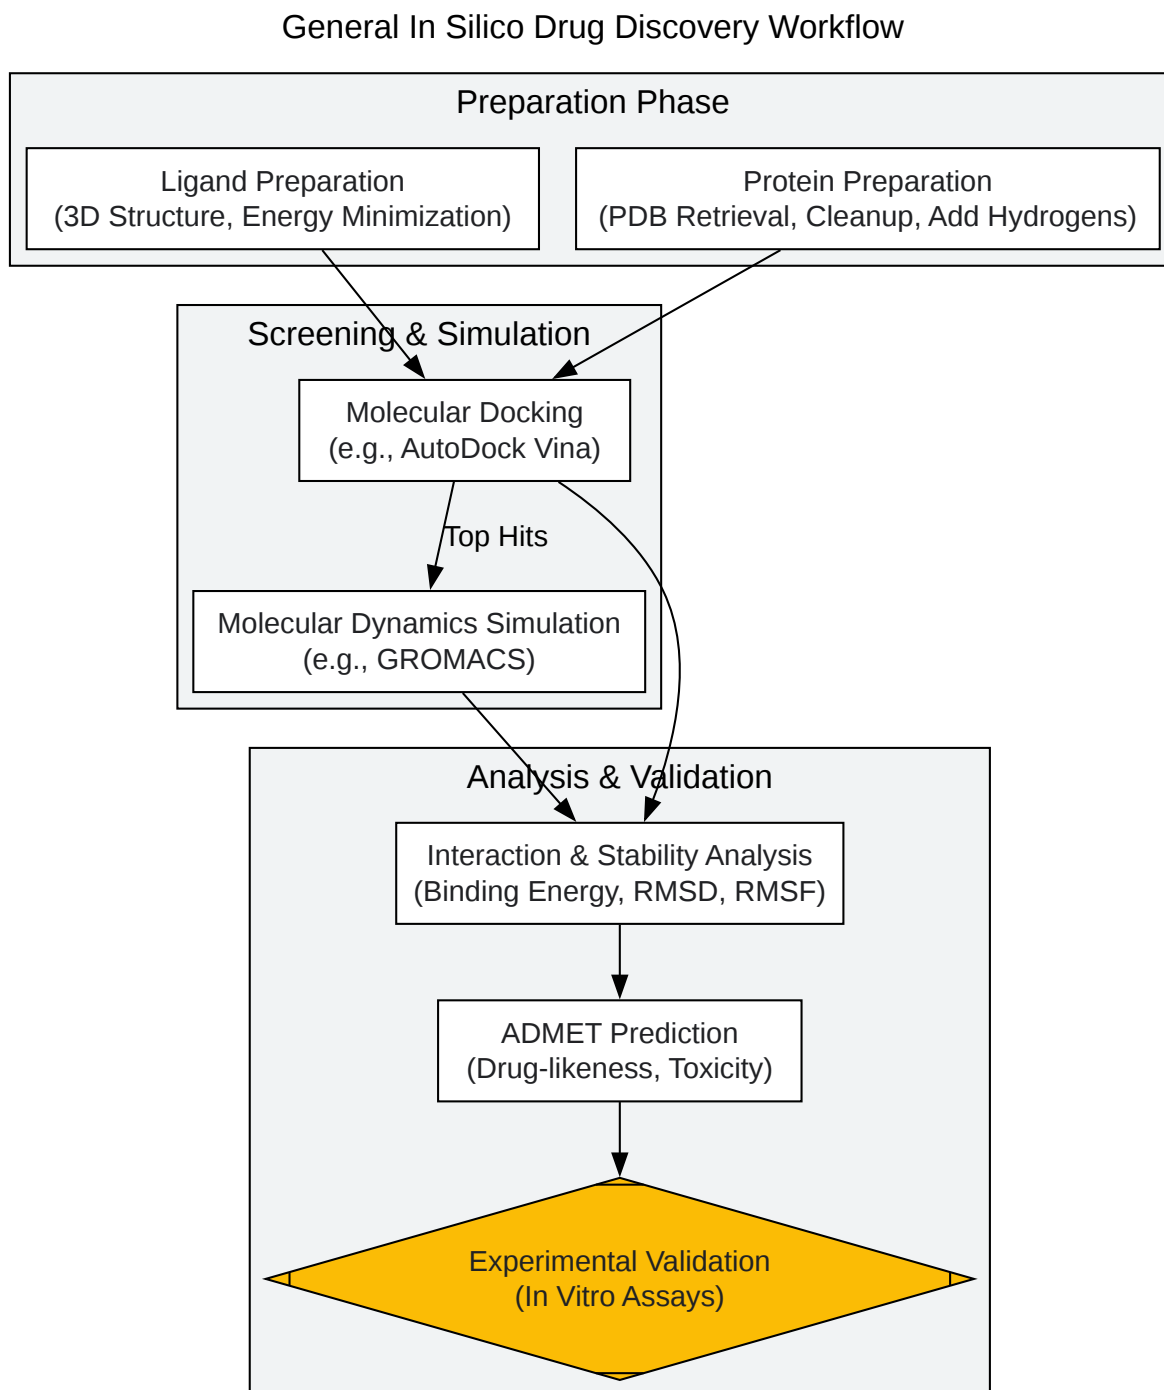 General In Silico Drug Discovery Workflow
Preparation Phase
Ligand Preparation
(3D Structure, Energy Minimization)
Protein Preparation
(PDB Retrieval, Cleanup, Add Hydrogens)
Screening & Simulation
Molecular Docking
(e.g., AutoDock Vina)
Top Hits
Molecular Dynamics Simulation
(e.g., GROMACS)
Analysis & Validation
Interaction & Stability Analysis
(Binding Energy, RMSD, RMSF)
ADMET Prediction
(Drug-likeness, Toxicity)
Experimental Validation
(In Vitro Assays)